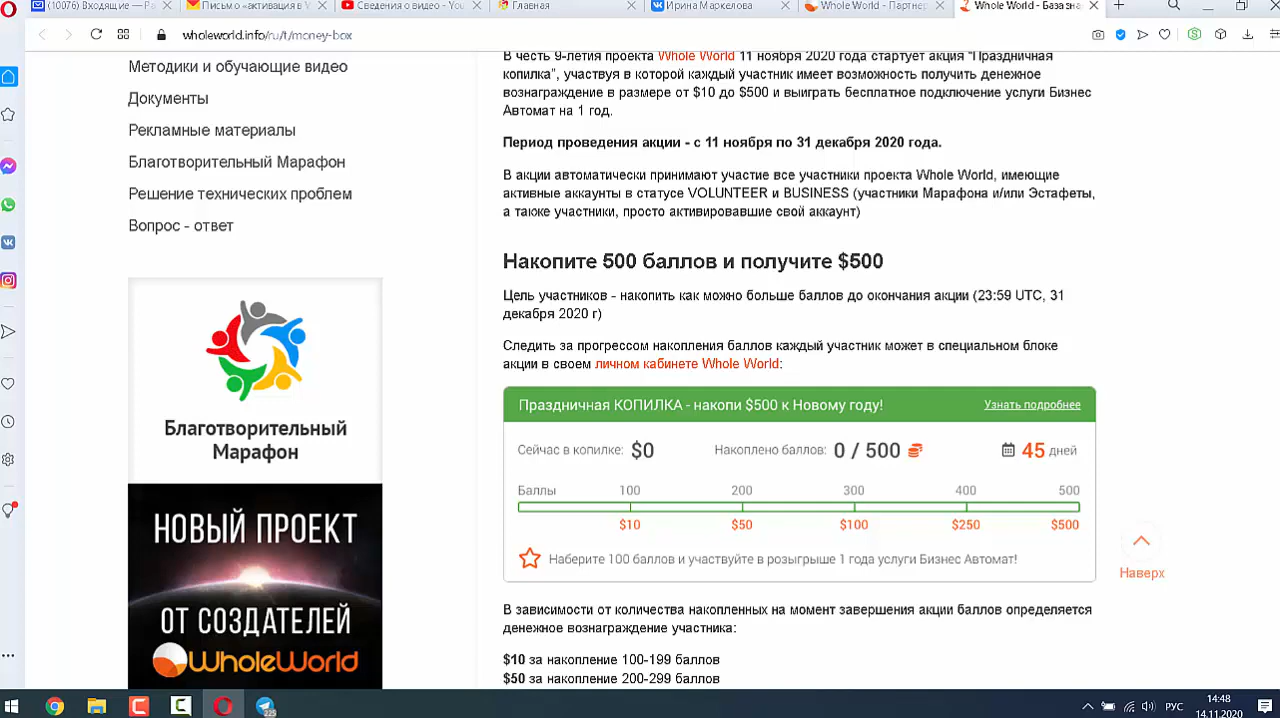 (10076) Входящие — Ра
Письмо «активация в У
Сведения о видео - You
Главная
Ирина Маркелова
Whole World - Партнер
Whole World - База зна
wholeworld.info/ru/t/money-box
Методики и обучающие видео
Документы
Рекламные материалы
Благотворительный Марафон
Решение технических проблем
Вопрос - ответ
Благотворительный
Марафон
НОВЫЙ ПРОЕКТ
ОТ СОЗДАТЕЛЕЙ
WHOLEWORLD
В честь 9-летия проекта Whole World 11 ноября 2020 года стартует акция "Праздничная
копилка", участвуя в которой каждый участник имеет возможность получить денежное
вознаграждение в размере от $10 до $500 и выиграть бесплатное подключение услуги Бизнес
Автомат на 1 год.
Период проведения акции - с 11 ноября по 31 декабря 2020 года.
В акции автоматически принимают участие все участники проекта Whole World, имеющие
активные аккаунты в статусе VOLUNTEER и BUSINESS (участники Марафона и/или Эстафеты,
а также участники, просто активировавшие свой аккаунт)
Накопите 500 баллов и получите $500
Цель участников - накопить как можно больше баллов до окончания акции (23:59 UTC, 31
декабря 2020 г)
Следить за прогрессом накопления баллов каждый участник может в специальном блоке
акции в своем личном кабинете Whole World:
Праздничная КОПИЛКА - накопи $500 к Новому году! Узнать подробнее
Сейчас в копилке: $0 Накоплено баллов: 0 / 500 45 дней
Баллы 100 200 300 400 500
$10 $50 $100 $250 $500
Наберите 100 баллов и участвуйте в розыгрыше 1 года услуги Бизнес Автомат!
Наверх
В зависимости от количества накопленных на момент завершения акции баллов определяется
денежное вознаграждение участника:
$10 за накопление 100-199 баллов
$50 за накопление 200-299 баллов
225
РУС
14:48
14.11.2020